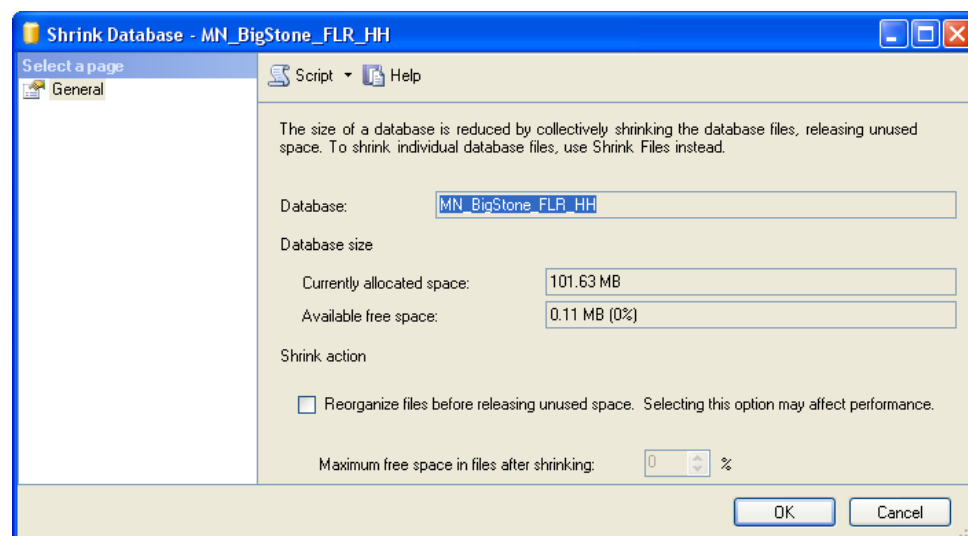 Shrink Database - MN_BigStone_FLR_HH
Select a page
General
Script Help
The size of a database is reduced by collectively shrinking the database files, releasing unused
space. To shrink individual database files, use Shrink Files instead.
Database: MN_BigStone_FLR_HH
Database size
Currently allocated space: 101.63 MB
Available free space: 0.11 MB (0%)
Shrink action
Reorganize files before releasing unused space. Selecting this option may affect performance.
Maximum free space in files after shrinking: 0 %
OK Cancel